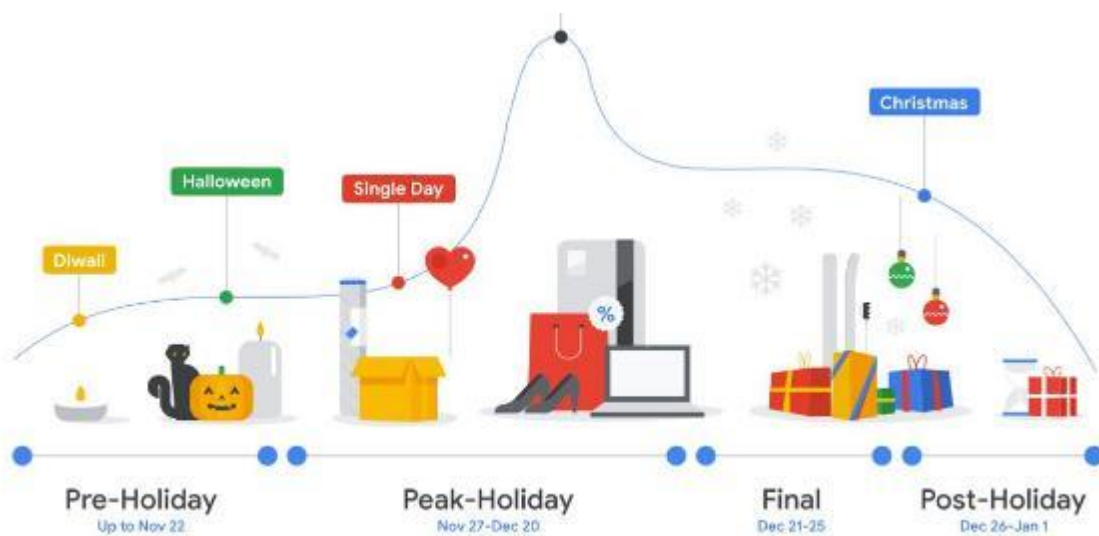 Christmas
Halloween
Single Day
Diwali
%
Pre-Holiday
Up to Nov 22
Peak-Holiday
Nov 27-Dec 20
Final
Dec 21-25
Post-Holiday
Dec 26-Jan 1